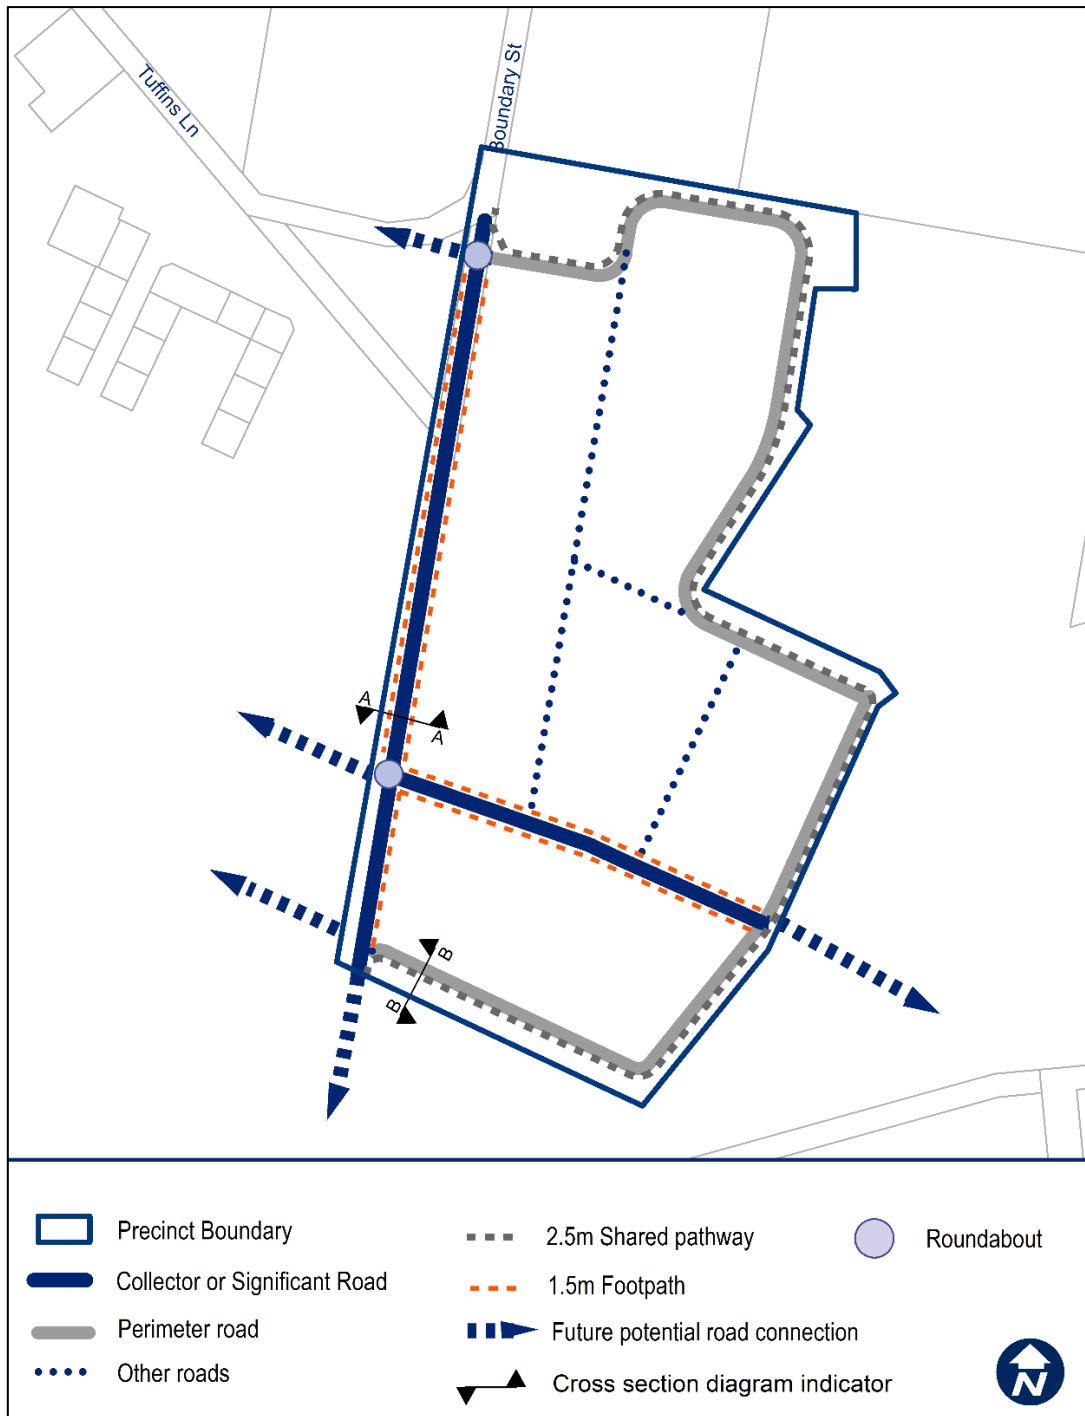 Tuffins Ln
Boundary St
A
A
B
B
Precinct Boundary
Collector or Significant Road
Perimeter road
Other roads
2.5m Shared pathway
1.5m Footpath
Future potential road connection
Cross section diagram indicator
Roundabout
N